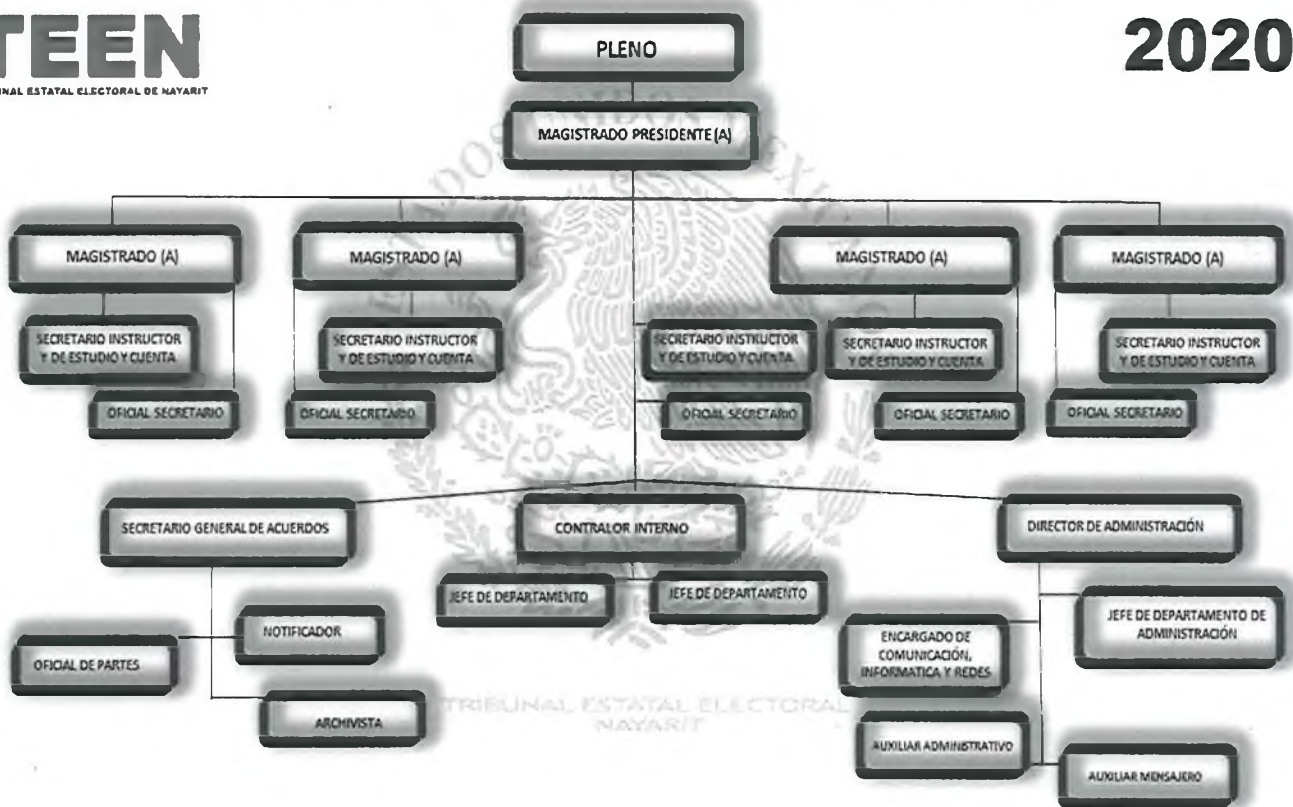 TEEN
2020
NAL ESTATAL ELECTORAL DE NAYARIT
PLENO
MAGISTRADO PRESIDENTE(A)
MAGISTRADO (A)
MAGISTRADO (A)
MAGISTRADO (A)
MAGISTRADO (A)
SECRETARIO INSTRUCTOR
Y DE ESTUDIO Y CUENTA
SECRETARIO INSTRUCTOR
Y DE ESTUDIO Y CUENTA
SECRETARIO INSTRUCTOR
Y DE ESTUDIO Y CUENTA
SECRETARIO INSTRUCTOR
Y DE ESTUDIO Y CUENTA
SECRETARIO INSTRUCTOR
Y DE ESTUDIO Y CUENTA
OFICIAL SECRETARIO
OFICIAL SECRETARIO
OFICIAL SECRETARIO
OFICIAL SECRETARIO
OFICIAL SECRETARIO
SECRETARIO GENERAL DE ACUERDOS
CONTRALOR INTERNO
DIRECTOR DE ADMINISTRACIÓN
JEFE DE DEPARTAMENTO
JEFE DE DEPARTAMENTO
JEFE DE DEPARTAMENTO DE
ADMINISTRACIÓN
NOTIFICADOR
ENCARGADO DE
COMUNICACIÓN,
INFORMATICA Y REDES
OFICIAL DE PARTES
ARCHIVISTA
TRIBUNAL ESTATAL ELECTORAL
NAYARIT
AUXILIAR ADMINISTRATIVO
AUXILIAR MENSAJERO